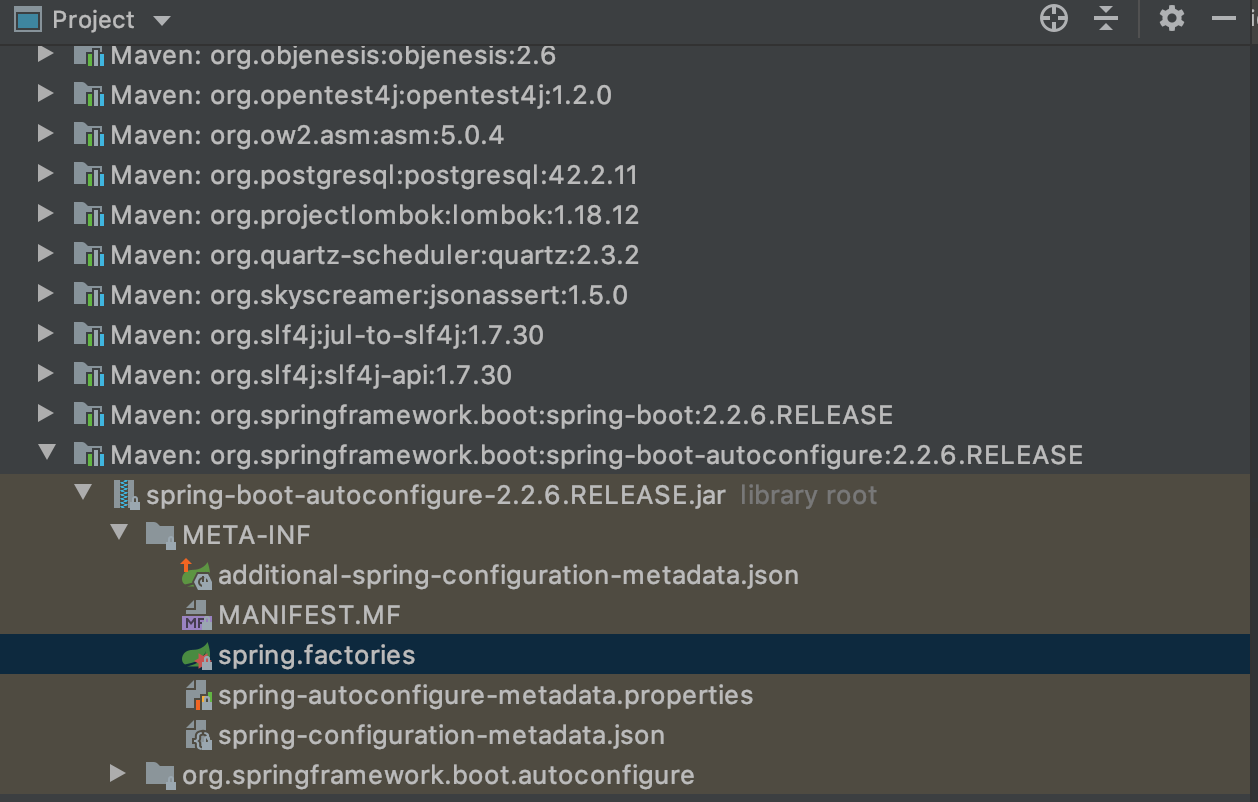 Project
Maven: org.objenesis:objenesis:2.6
Maven: org.opentest4j:opentest4j:1.2.0
Maven: org.ow2.asm:asm:5.0.4
Maven: org.postgresql:postgresql:42.2.11
Maven: org.projectlombok:lombok:1.18.12
Maven: org.quartz-scheduler:quartz:2.3.2
Maven: org.skyscreamer:jsonassert:1.5.0
Maven: org.slf4j:jul-to-slf4j:1.7.30
Maven: org.slf4j:slf4j-api:1.7.30
Maven: org.springframework.boot:spring-boot:2.2.6.RELEASE
Maven: org.springframework.boot:spring-boot-autoconfigure:2.2.6.RELEASE
spring-boot-autoconfigure-2.2.6.RELEASE.jar library root
META-INF
additional-spring-configuration-metadata.json
MF MANIFEST.MF
spring.factories
spring-autoconfigure-metadata.properties
spring-configuration-metadata.json
org.springframework.boot.autoconfigure